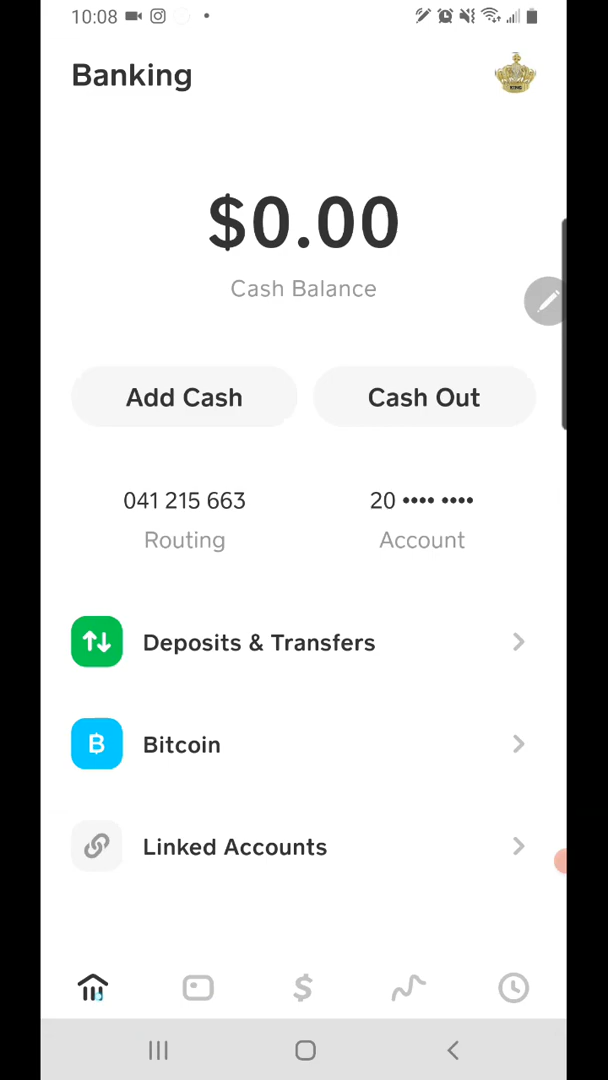 10:08
Banking
KING
$0.00
Cash Balance
Add Cash
Cash Out
041 215 663
20 •••• ••••
Routing
Account
Deposits & Transfers
Bitcoin
Linked Accounts